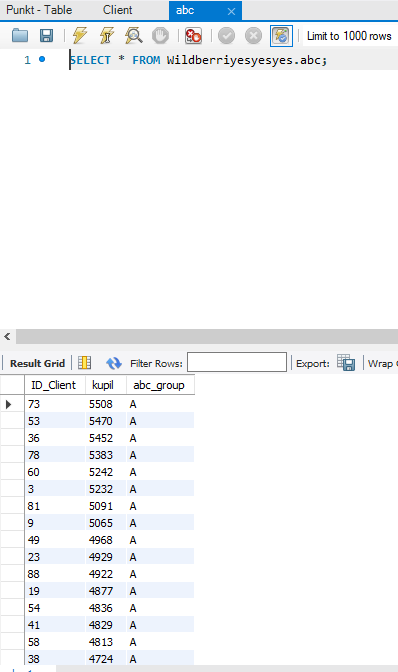 Punkt - Table Client abc
Limit to 1000 rows
1 SELECT * FROM Wildberriyesyesyes.abc;
Result Grid Filter Rows: Export: Wrap
ID_Client kupil abc_group
73 5508 A
53 5470 A
36 5452 A
78 5383 A
60 5242 A
3 5232 A
81 5091 A
9 5065 A
49 4968 A
23 4929 A
88 4922 A
19 4877 A
54 4836 A
41 4829 A
58 4813 A
38 4724 A